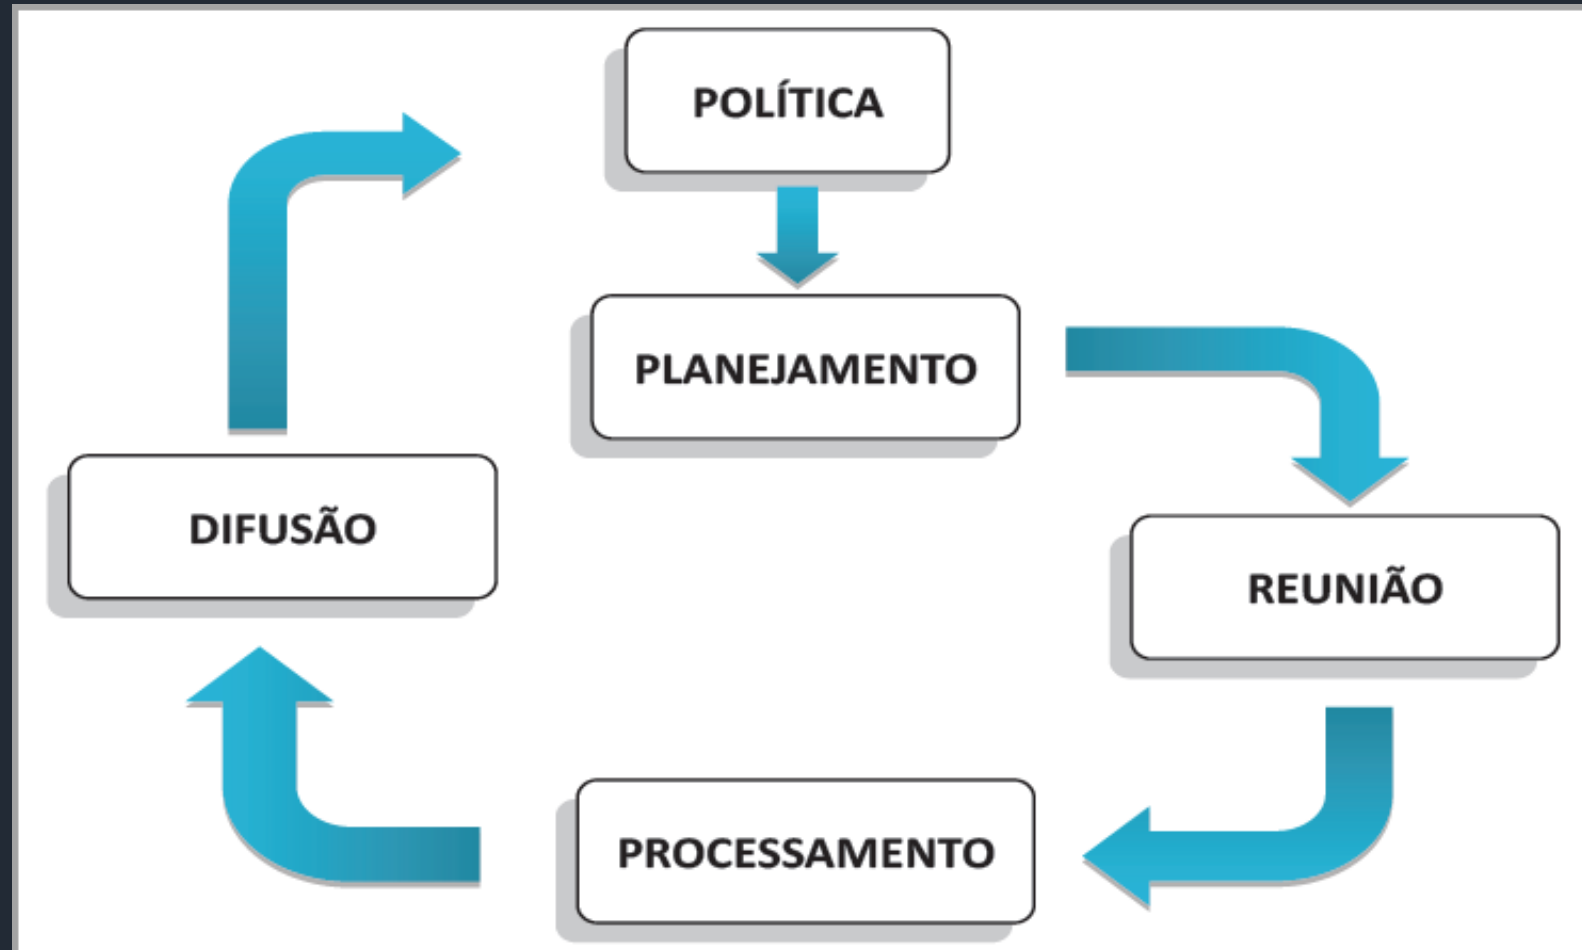 POLÍTICA
PLANEJAMENTO
REUNIÃO
PROCESSAMENTO
DIFUSÃO